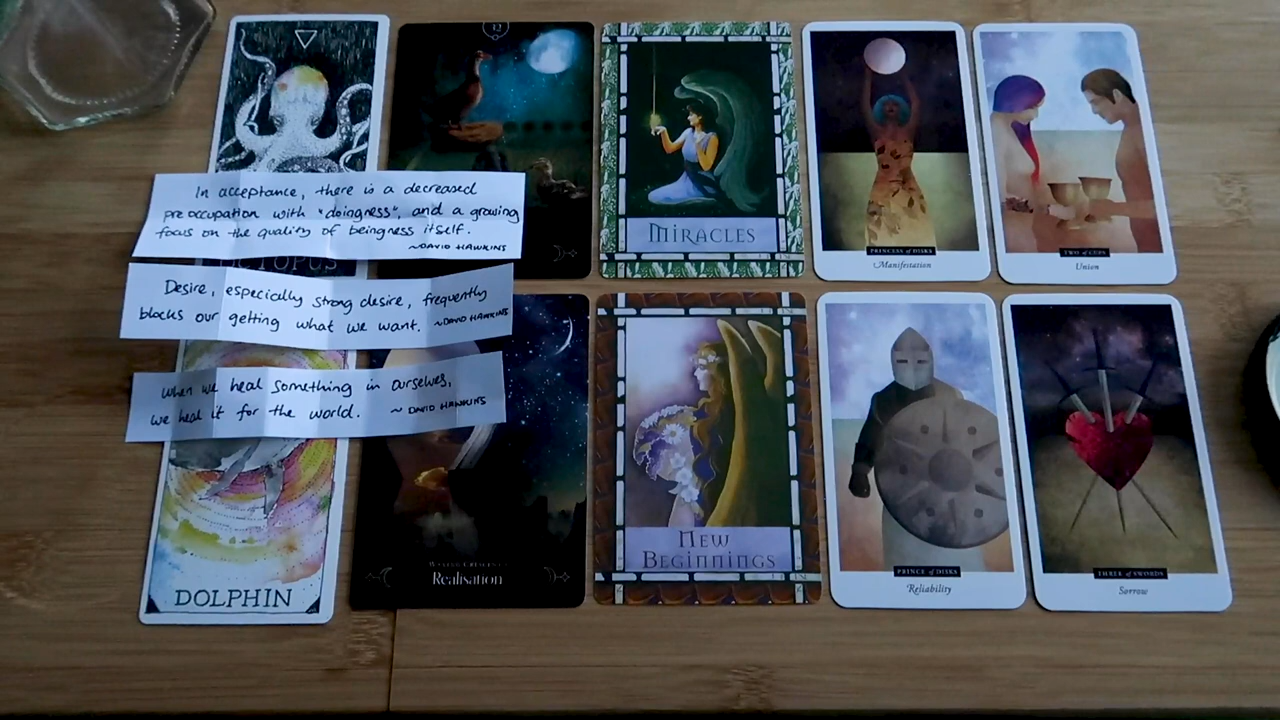 12
In acceptance, there is a decreased
preoccupation with "doingness", and a growing
focus on the quality of beingness itself.
~DAVID HAWKINS
OCTOPUS
MIRACLES
PRINCESS of DISKS
Manifestation
TWO of CUPS
Union
Desire, especially strong desire, frequently
blocks our getting what we want. ~DAVID HAWKINS
when we heal something in ourselves,
we heal it for the world. ~ DAVID HAWKINS
DOLPHIN
Realisation
NEW
BEGINNINGS
PRINCE of DISKS
Reliability
THREE of SWORDS
Sorrow